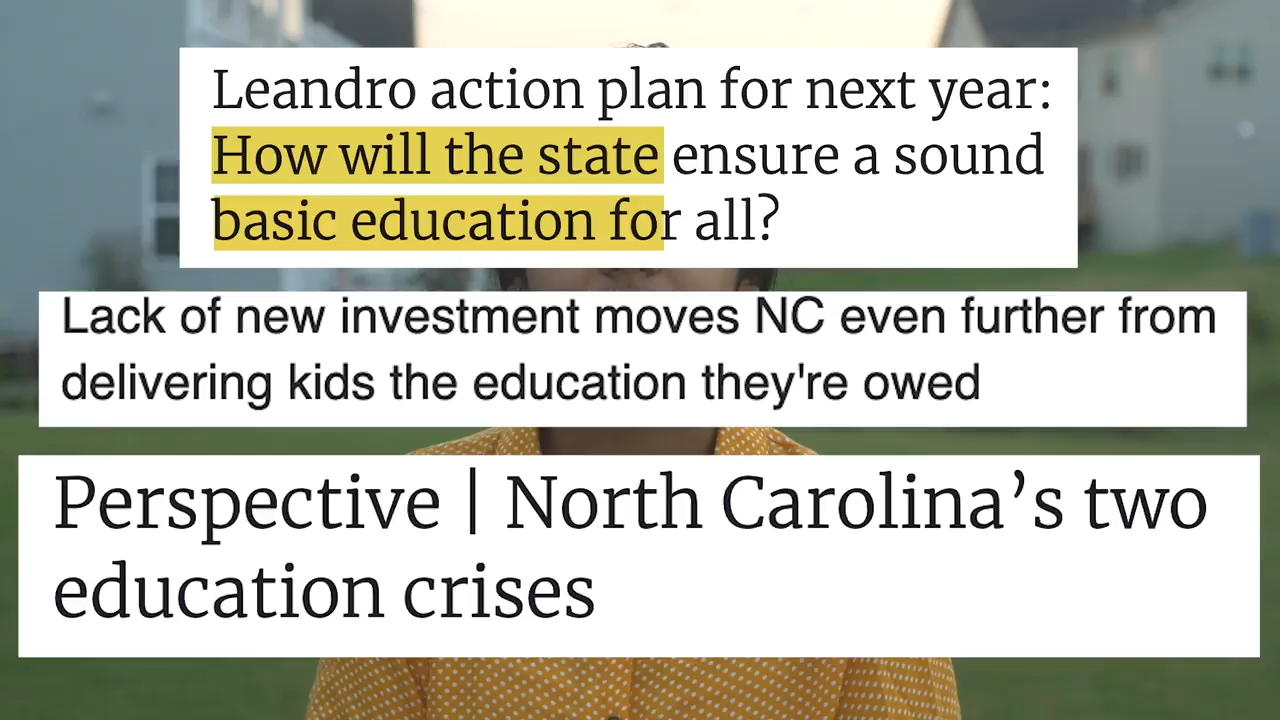 Leandro action plan for next year:
How will the state ensure a sound
basic education for all?
Lack of new investment moves NC even further from
delivering kids the education they're owed
Perspective | North Carolina’s two
education crises